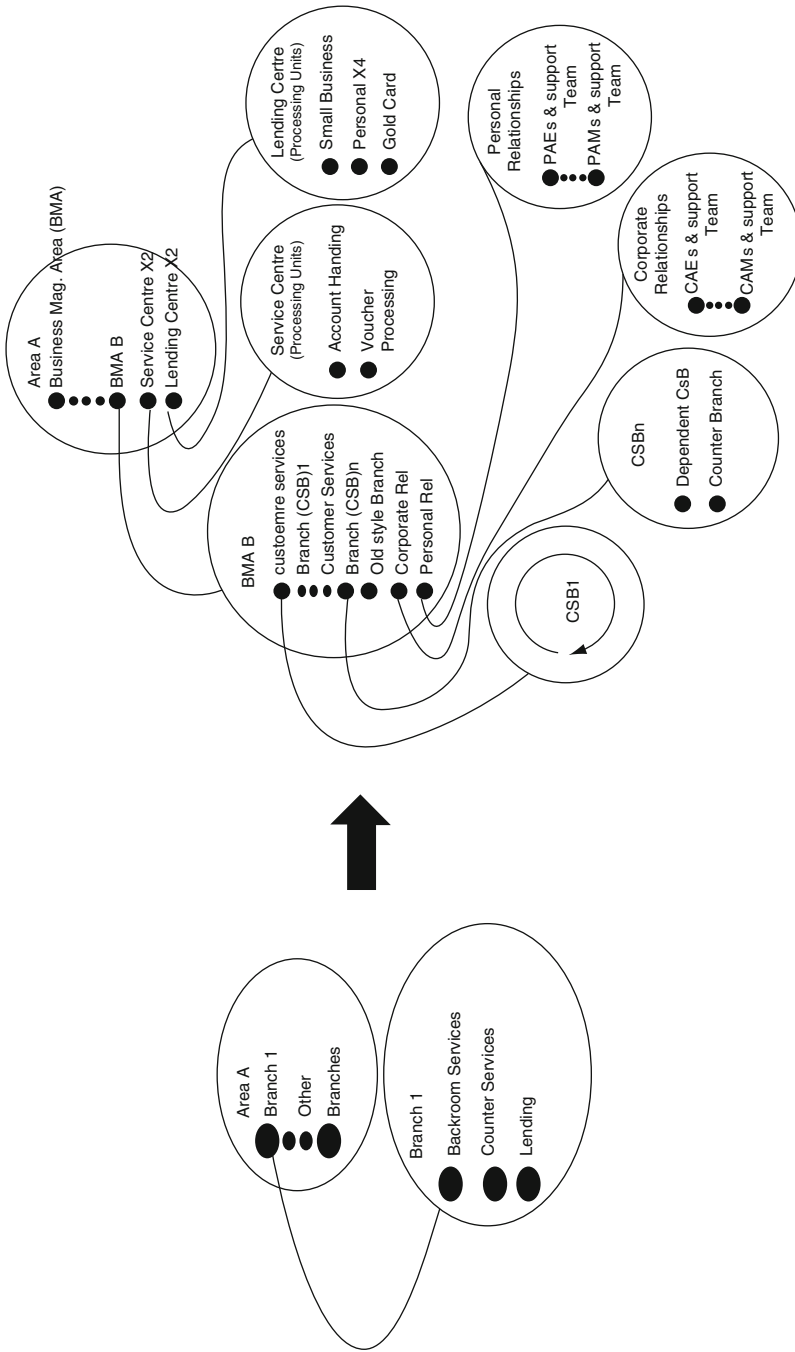 Area A
Branch 1
Other
Branches
Branch 1
Backroom Services
Counter Services
Lending
Area A
Business Mag. Area (BMA)
BMA B
Service Centre X2
Lending Centre X2
BMA B
custoemre services
Branch (CSB)1
Customer Services
Branch (CSB)n
Old style Branch
Corporate Rel
Personal Rel
Service Centre
(Processing Units)
Account Handing
Voucher
Processing
Lending Certre
(Processing Units)
Small Business
Personal X4
Gold Card
CSB1
CSBn
Dependent CsB
Counter Branch
Corporate
Relationships
CAEs & support
Team
CAMs & support
Team
Personal
Relationships
PAEs & support
Team
PAMs & support
Team